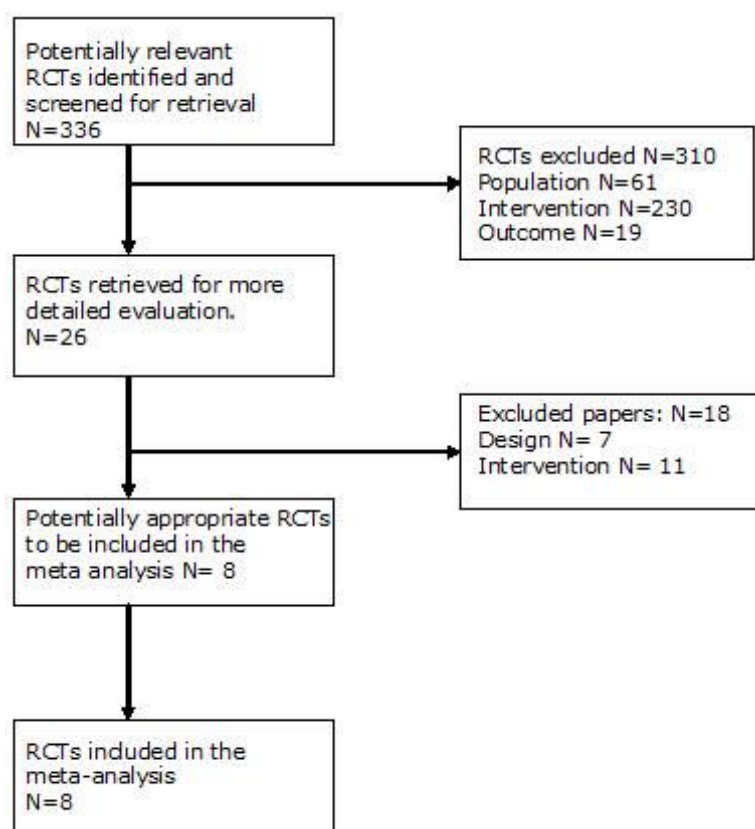 Potentially relevant
RCTs identified and
screened for retrieval
N=336
RCTs excluded N=310
Population N=61
Intervention N=230
Outcome N=19
RCTs retrieved for more
detailed evaluation.
N=26
Excluded papers: N=18
Design N= 7
Intervention N= 11
Potentially appropriate RCTs
to be included in the
meta analysis N= 8
RCTs included in the
meta-analysis
N=8